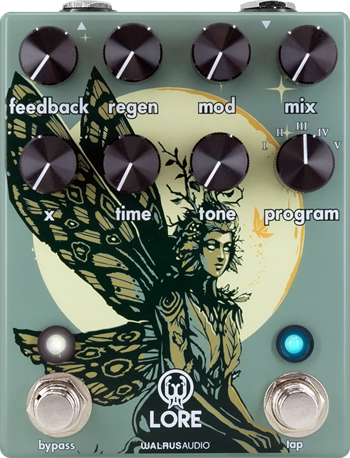 feedback regen mod mix
I II III IV V
x time tone program
LORE
bypass WALRUSAUDIO tap